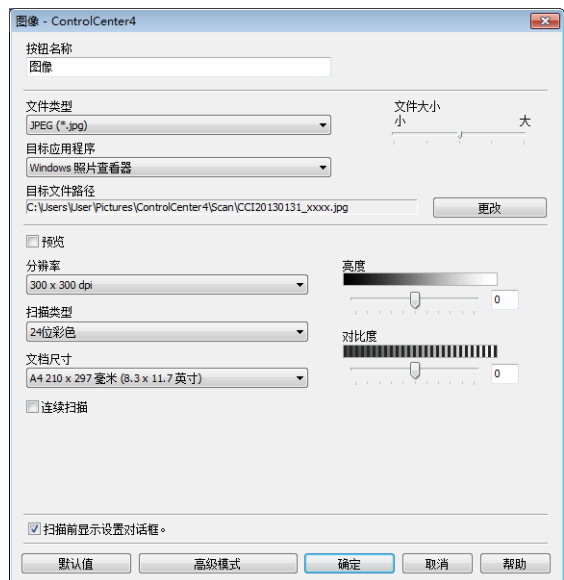 图像 - ControlCenter4
按钮名称
图像
文件类型
JPEG (*.jpg)
文件大小
小 大
目标应用程序
Windows 照片查看器
目标文件路径
C:\Users\User\Pictures\ControlCenter4\Scan\CCI20130131_xxxx.jpg 更改
预览
分辨率
300 x 300 dpi
亮度
0
扫描类型
24位彩色
对比度
0
文档尺寸
A4 210 x 297 毫米 (8.3 x 11.7 英寸)
连续扫描
扫描前显示设置对话框。
默认值 高级模式 确定 取消 帮助